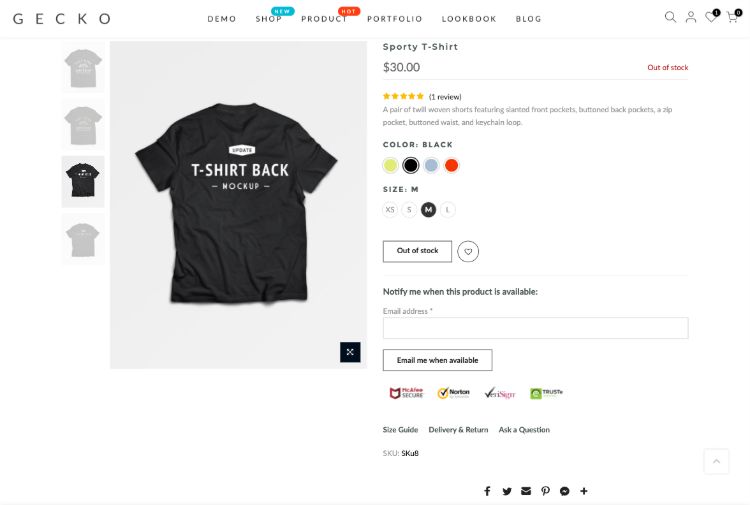 GECKO
DEMO
SHOP
NEW
PRODUCT
HOT
PORTFOLIO
LOOKBOOK
BLOG
1
0
Sporty T-Shirt
$30.00
Out of stock
(1 review)
A pair of twill woven shorts featuring slanted front pockets, buttoned back pockets, a zip
pocket, buttoned waist, and keychain loop.
COLOR: BLACK
SIZE: M
XS
S
M
L
Out of stock
Notify me when this product is available:
Email address *
Email me when available
McAfee
SECURE
Norton
VeriSign
TRUSTe
Size Guide
Delivery & Return
Ask a Question
SKU: SKu8
UPDATE
T-SHIRT BACK
— MOCKUP —